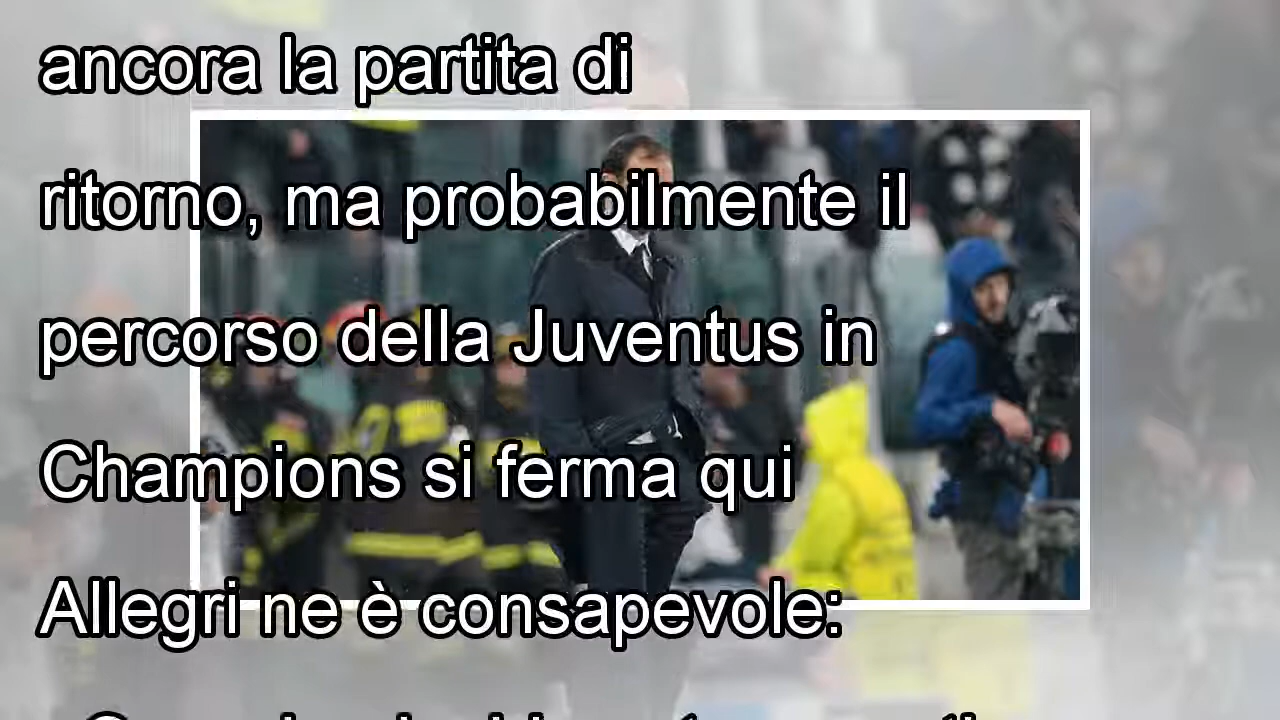 ancora la partita di
ritorno, ma probabilmente il
percorso della Juventus in
Champions si ferma qui
Allegri ne è consapevole: